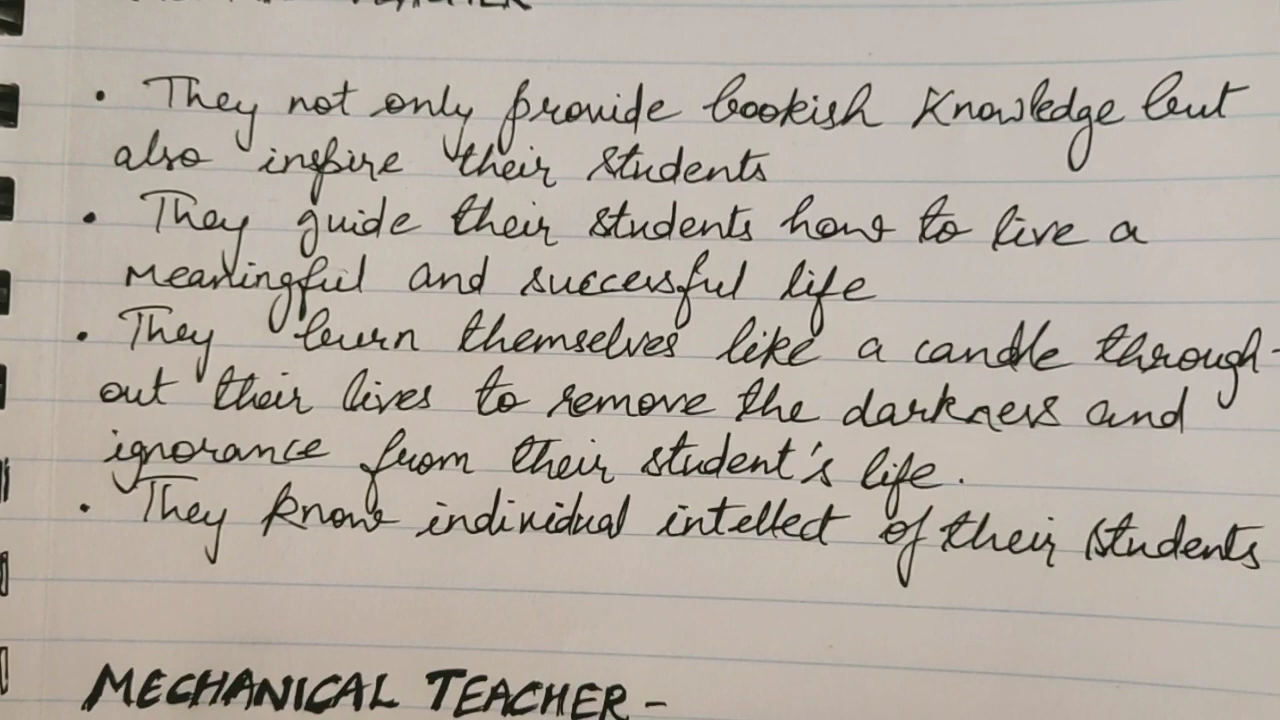 TEACHER
• They not only provide bookish Knowledge but
also inspire their students
• They guide their students how to live a
meaningful and successful life
• They burn themselves like a candle through-
out their lives to remove the darkness and
ignorance from their student's life.
• They know individual intellect of their students
MECHANICAL TEACHER -